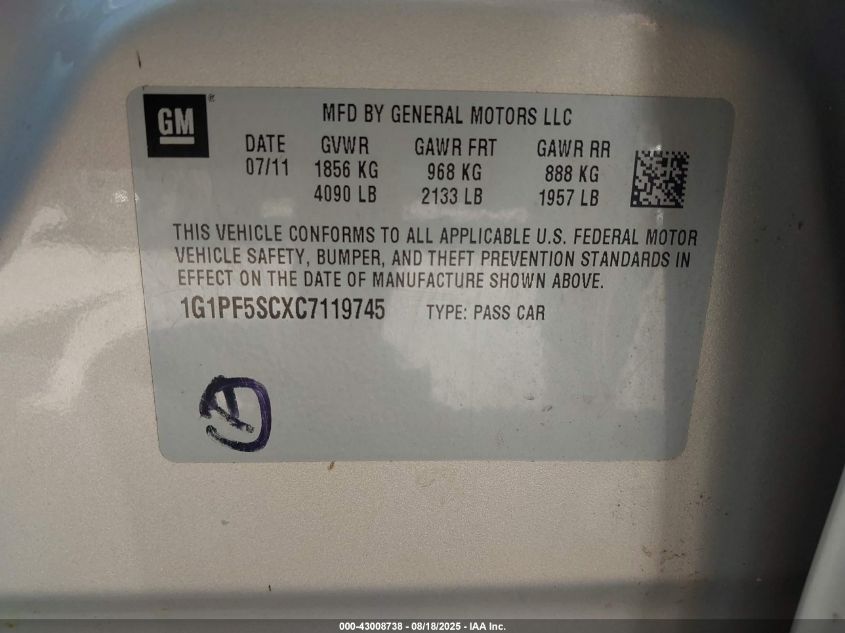 GM®
MFD BY GENERAL MOTORS LLC
DATE GVWR GAWR FRT GAWR RR
07/11 1856 KG 968 KG 888 KG
4090 LB 2133 LB 1957 LB
THIS VEHICLE CONFORMS TO ALL APPLICABLE U.S. FEDERAL MOTOR
VEHICLE SAFETY, BUMPER, AND THEFT PREVENTION STANDARDS IN
EFFECT ON THE DATE OF MANUFACTURE SHOWN ABOVE.
1G1PF5SCXC7119745 TYPE: PASS CAR
000-43008738 - 08/18/2025 - IAA Inc.